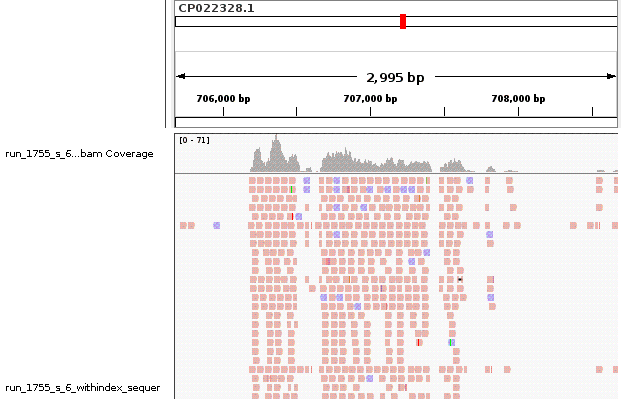 CP022328.1
2,995 bp
706,000 bp 707,000 bp 708,000 bp
[0 - 71]
run_1755_s_6...bam Coverage
run_1755_s_6_withindex_sequer